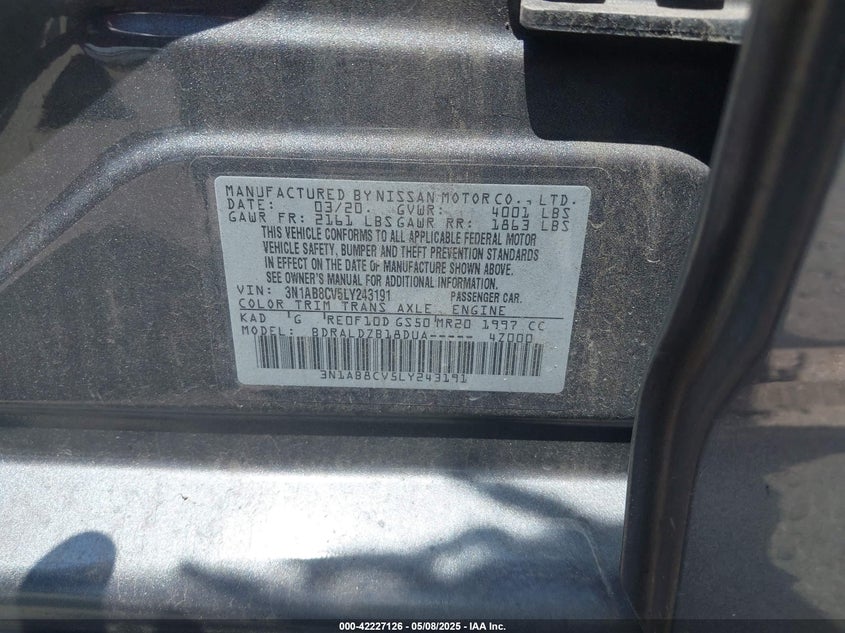 MANUFACTURED BY NISSAN MOTOR CO., LTD.
DATE: 03/20. GVWR: 4001 LBS
GAWR FR: 2161 LBS GAWR RR: 1863 LBS
THIS VEHICLE CONFORMS TO ALL APPLICABLE FEDERAL MOTOR
VEHICLE SAFETY, BUMPER AND THEFT PREVENTION STANDARDS
IN EFFECT ON THE DATE OF MANUFACTURE SHOWN ABOVE.
SEE OWNER'S MANUAL FOR ADDITIONAL INFORMATION.
VIN: 3N1AB8CV5LY243191 PASSENGER CAR.
COLOR TRIM TRANS AXLE ENGINE
KAD G RE0F10D GS50 MR20 1997 CC
MODEL: BDRALDZB18DUA----- 47000
3N1AB8CV5LY243191
000-42227126 - 05/08/2025 - IAA Inc.